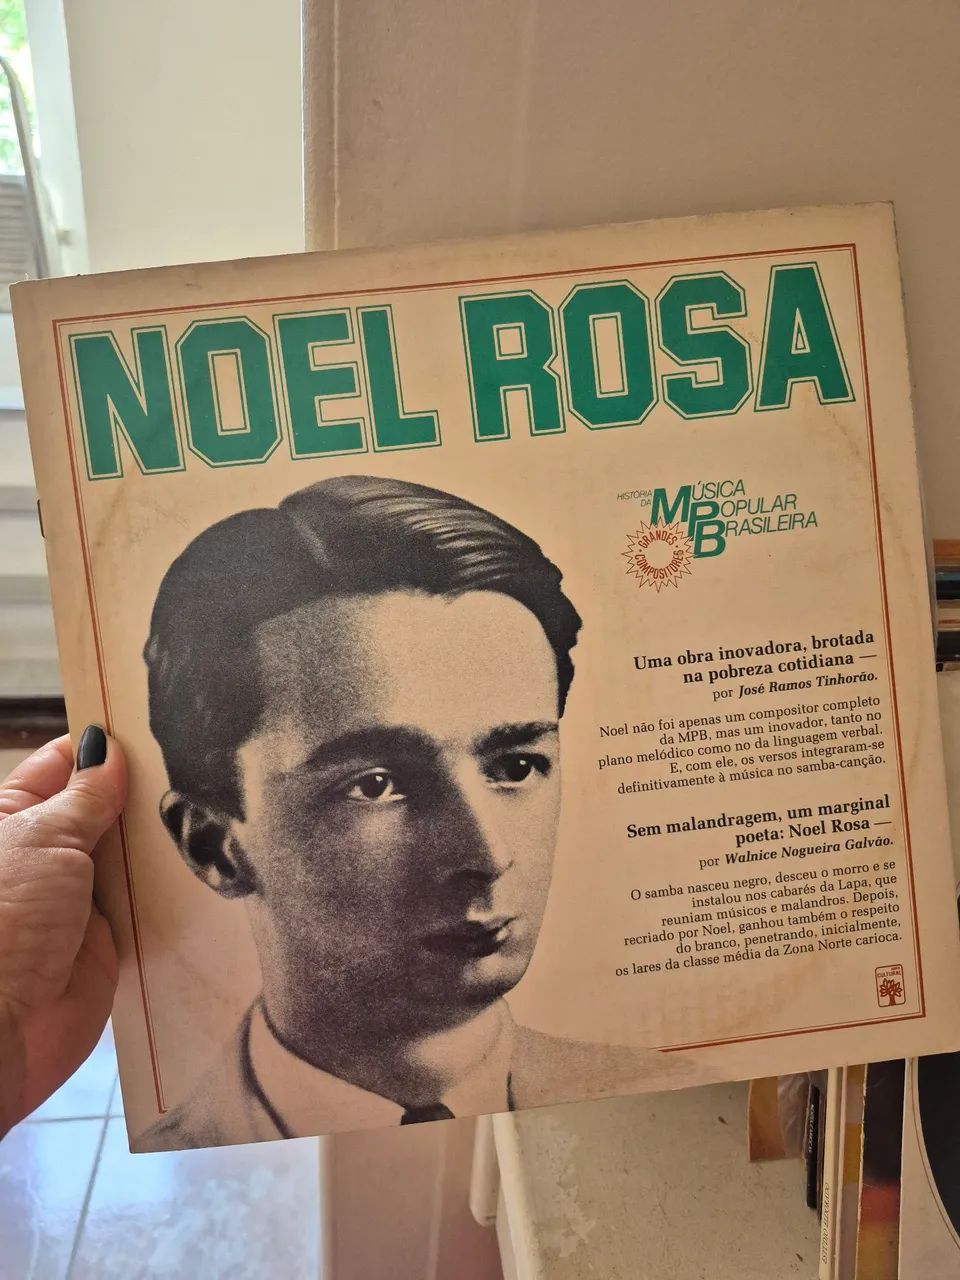 NOEL ROSA
HISTÓRIA
DA
MÚSICA
POPULAR
BRASILEIRA
GRANDES
COMPOSITORES
Uma obra inovadora, brotada
na pobreza cotidiana —
por José Ramos Tinhorão.
Noel não foi apenas um compositor completo
da MPB, mas um inovador, tanto no
plano melódico como no da linguagem verbal.
E, com ele, os versos integraram-se
definitivamente à música no samba-canção.
Sem malandragem, um marginal
poeta: Noel Rosa —
por Walnice Nogueira Galvão.
O samba nasceu negro, desceu o morro e se
instalou nos cabarés da Lapa, que
reuniam músicos e malandros. Depois,
recriado por Noel, ganhou também o respeito
do branco, penetrando, inicialmente,
os lares da classe média da Zona Norte carioca.
ABRIL
CULTURAL